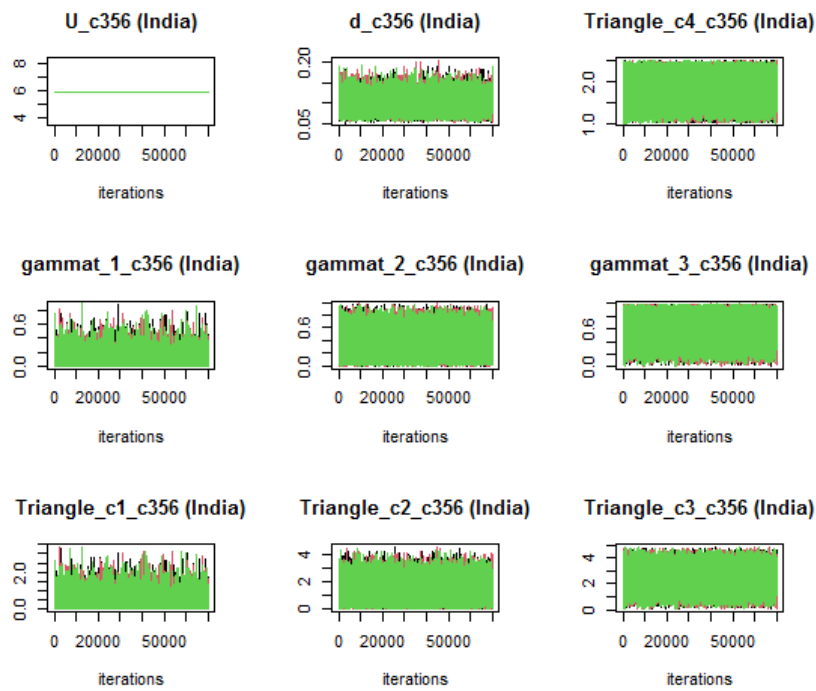 U_c356 (India) d_c356 (India) Triangle_c4_c356 (India)
8 6 4 0.20 0.05 2.0 1.0
0 20000 50000 0 20000 50000 0 20000 50000
iterations iterations iterations
gammat_1_c356 (India) gammat_2_c356 (India) gammat_3_c356 (India)
0.6 0.0 0.6 0.0 0.6 0.0
0 20000 50000 0 20000 50000 0 20000 50000
iterations iterations iterations
Triangle_c1_c356 (India) Triangle_c2_c356 (India) Triangle_c3_c356 (India)
2.0 0.0 4 2 0 4 2 0
0 20000 50000 0 20000 50000 0 20000 50000
iterations iterations iterations